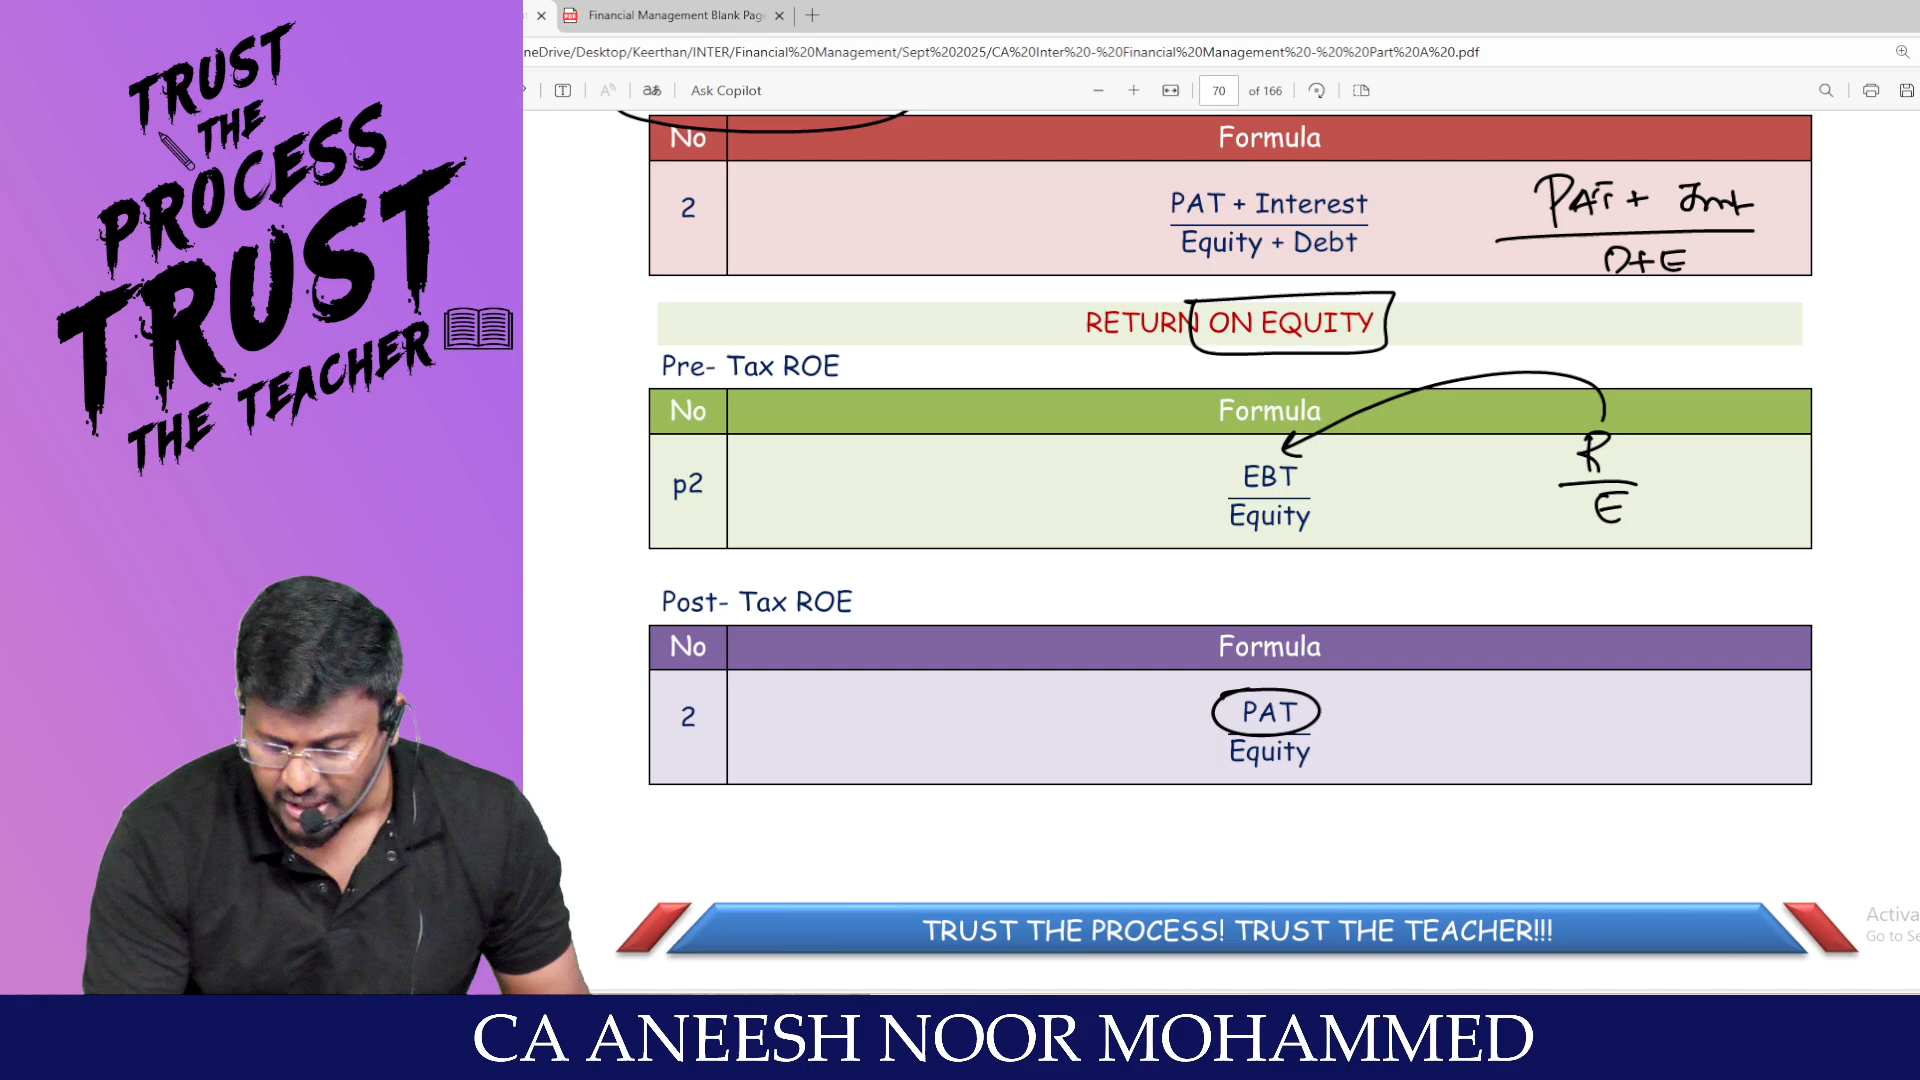 TRUST
THE
PROCESS
TRUST
THE TEACHER
Financial Management Blank Pag
neDrive/Desktop/Keerthan/INTER/Financial%20Management/Sept%202025/CA%20Inter%20-%20Financial%20Management%20-%20%20Part%20A%20.pdf
Ask Copilot
70 of 166
No Formula
2
PAT + Interest
Equity + Debt
PAT + Int
D+E
RETURN ON EQUITY
Pre- Tax ROE
No Formula
p2
EBT
Equity
R
E
Post- Tax ROE
No Formula
2
PAT
Equity
TRUST THE PROCESS! TRUST THE TEACHER!!!
Activa
Go to Se
CA ANEESH NOOR MOHAMMED